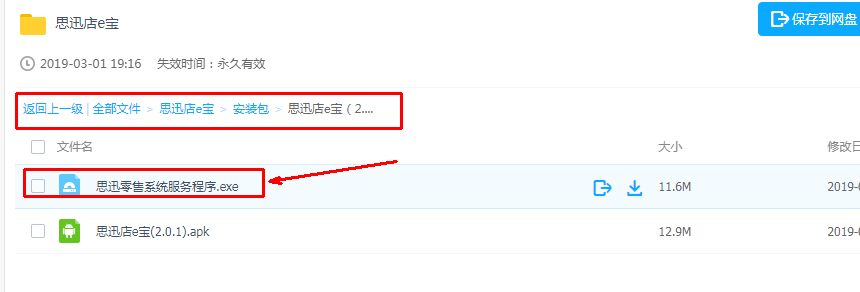 思迅店e宝
保存到网盘
2019-03-01 19:16 失效时间：永久有效
返回上一级 | 全部文件 > 思迅店e宝 > 安装包 > 思迅店e宝（2....
文件名 大小 修改日
思迅零售系统服务程序.exe 11.6M 2019-0
思迅店e宝(2.0.1).apk 12.9M 2019-0